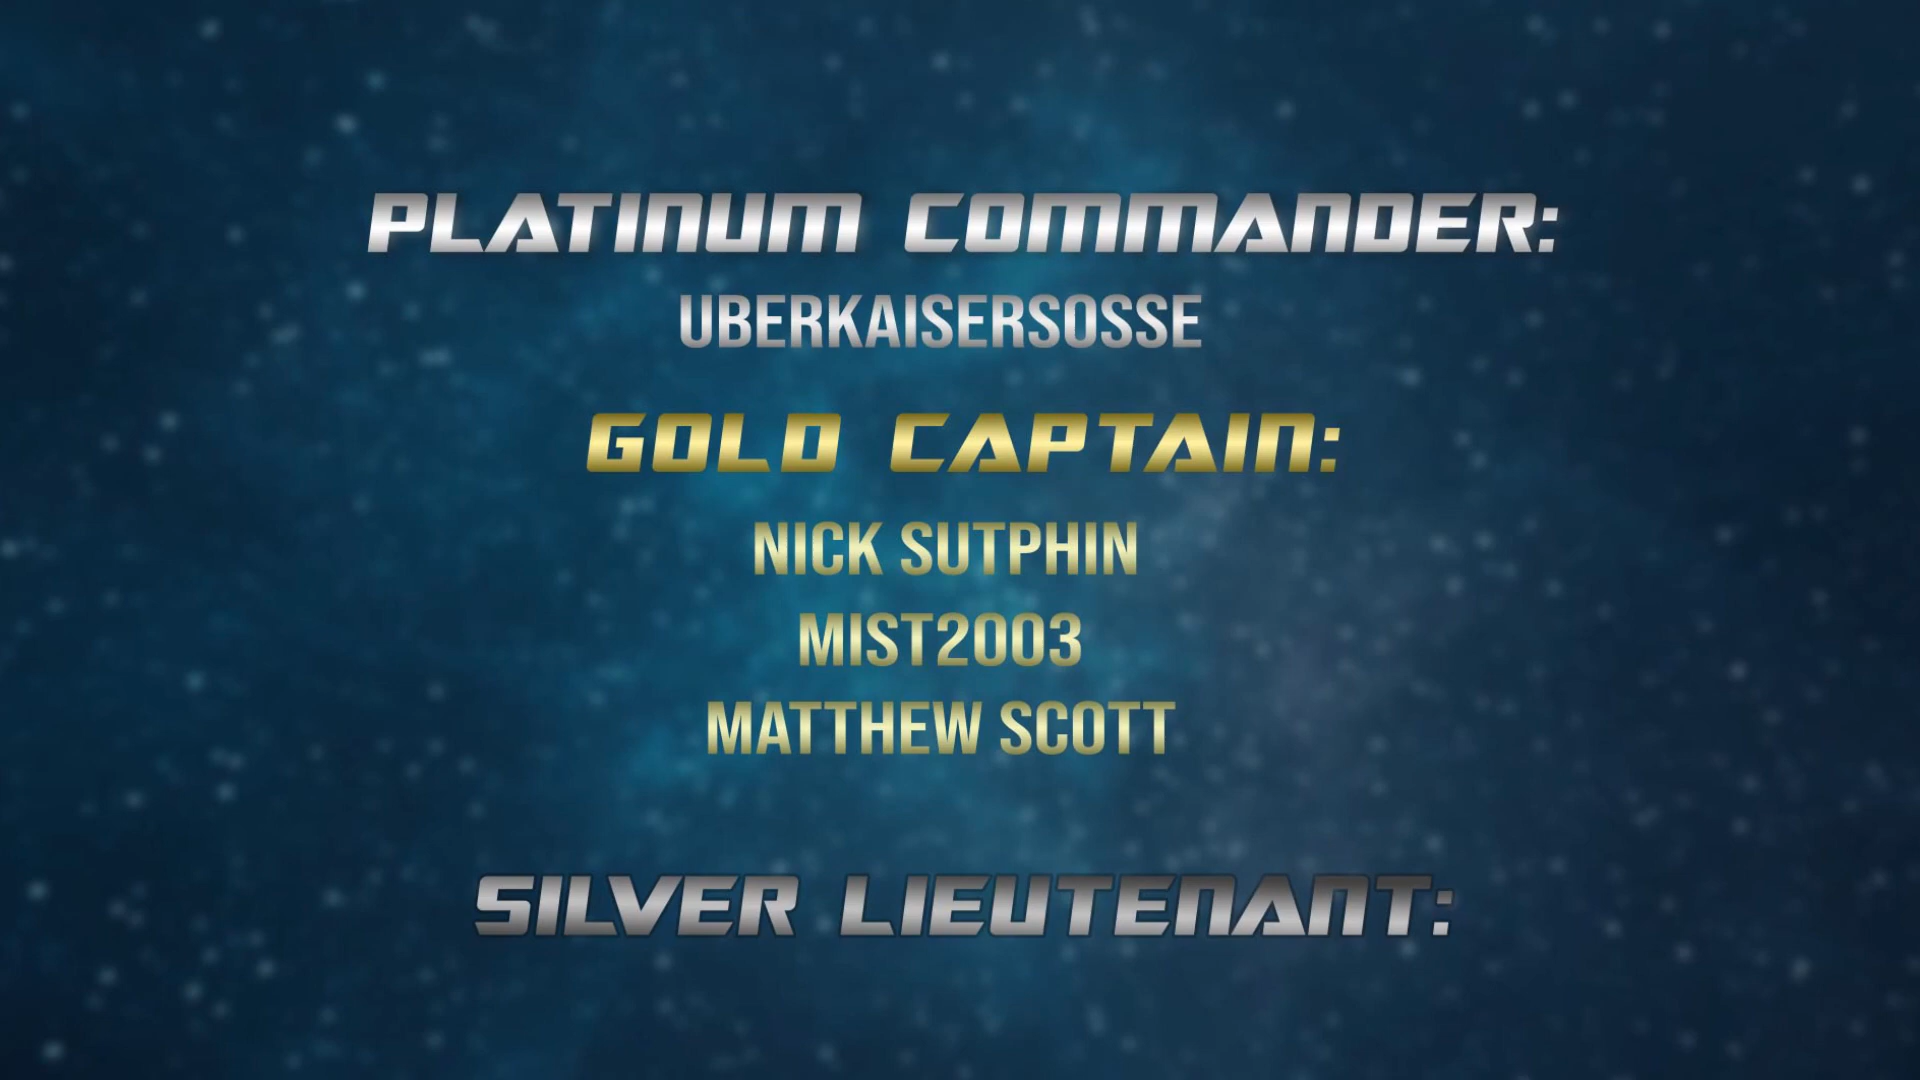 PLATINUM COMMANDER:
UBERKAISERSOSSE
GOLD CAPTAIN:
NICK SUTPHIN
MIST2003
MATTHEW SCOTT
SILVER LIEUTENANT: